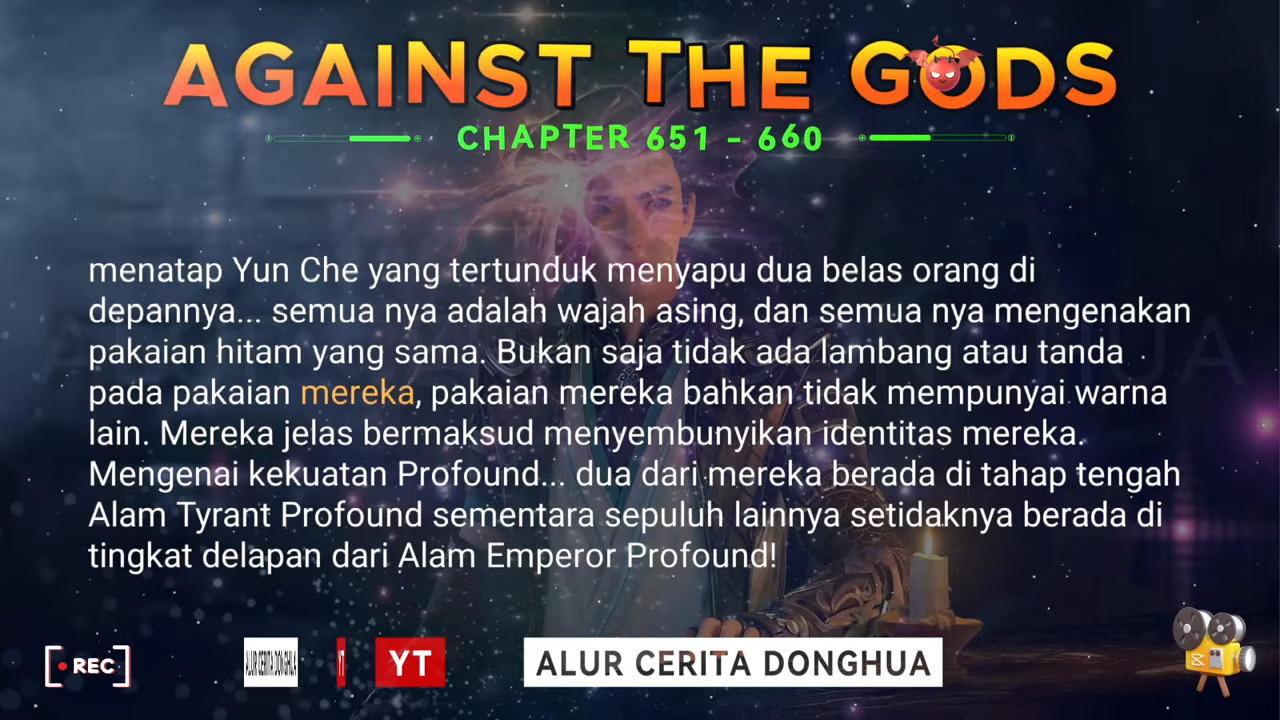 AGAINST THE GODS
CHAPTER 651 - 660
menatap Yun Che yang tertunduk menyapu dua belas orang di
depannya... semua nya adalah wajah asing, dan semua nya mengenakan
pakaian hitam yang sama. Bukan saja tidak ada lambang atau tanda
pada pakaian mereka, pakaian mereka bahkan tidak mempunyai warna
lain. Mereka jelas bermaksud menyembunyikan identitas mereka.
Mengenai kekuatan Profound... dua dari mereka berada di tahap tengah
Alam Tyrant Profound sementara sepuluh lainnya setidaknya berada di
tingkat delapan dari Alam Emperor Profound!
REC
ALUR CERITA DONGHUA
YT
YT
ALUR CERITA DONGHUA